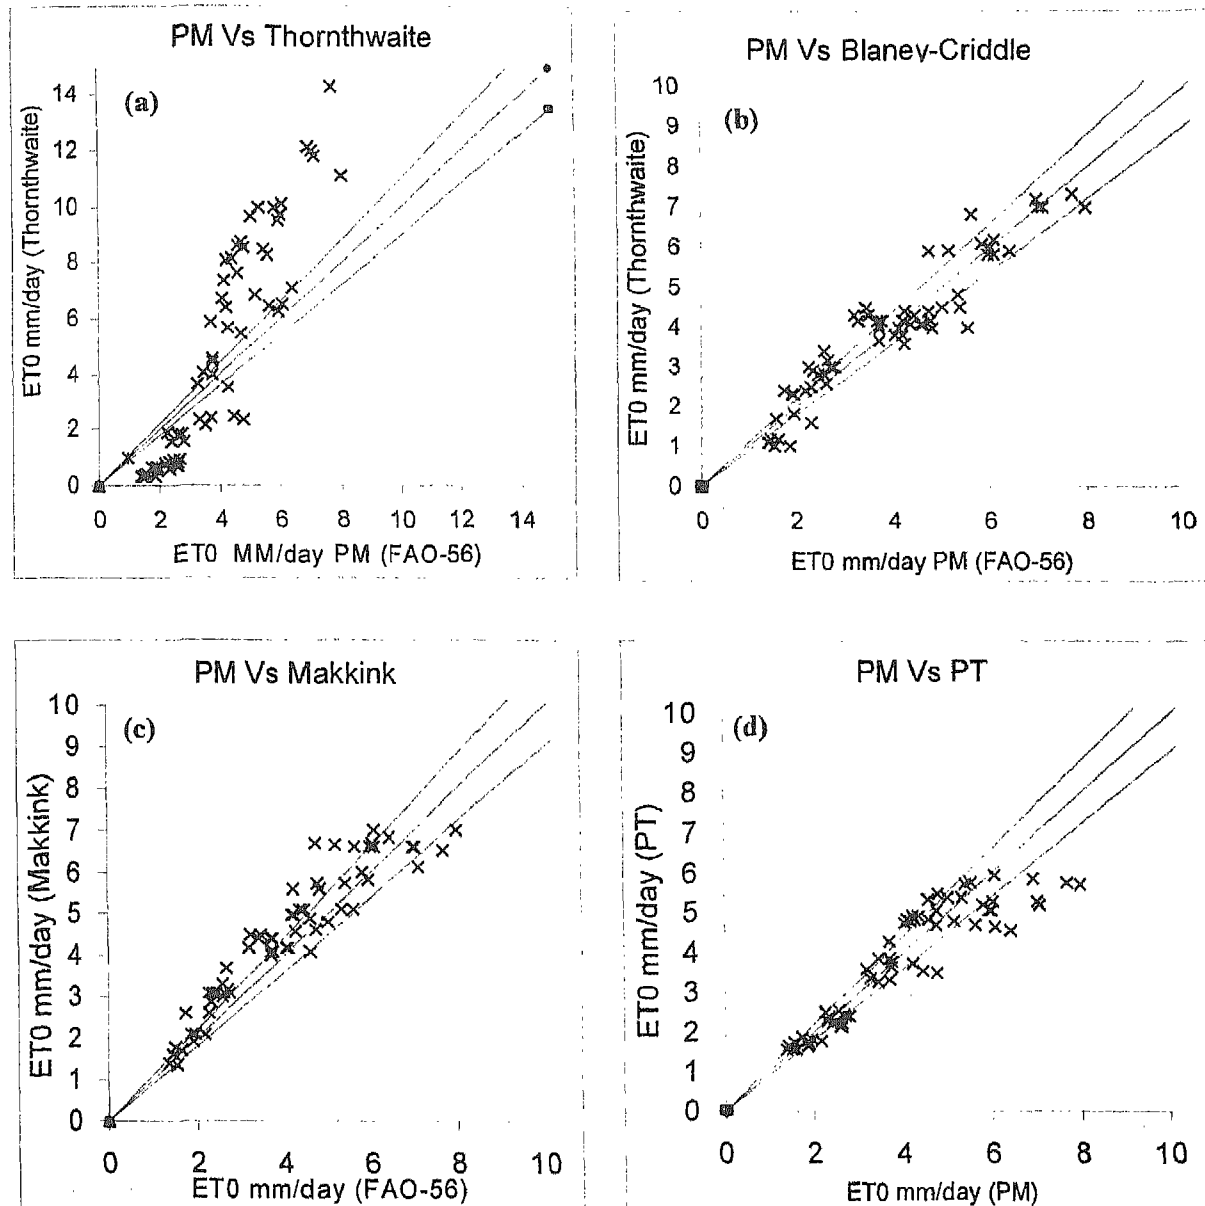 PM Vs Thornthwaite
(a)
ET0 mm/day (Thornthwaite)
14
12
10
8
6
4
2
0
0 2 4 6 8 10 12 14
ET0 MM/day PM (FAO-56)
PM Vs Blaney-Criddle
(b)
ET0 mm/day (Thornthwaite)
10
9
8
7
6
5
4
3
2
1
0
0 2 4 6 8 10
ET0 mm/day PM (FAO-56)
PM Vs Makkink
(c)
ET0 mm/day (Makkink)
10
9
8
7
6
5
4
3
2
1
0
0 2 4 6 8 10
ET0 mm/day (FAO-56)
PM Vs PT
(d)
ET0 mm/day (PT)
10
9
8
7
6
5
4
3
2
1
0
0 2 4 6 8 10
ET0 mm/day (PM)